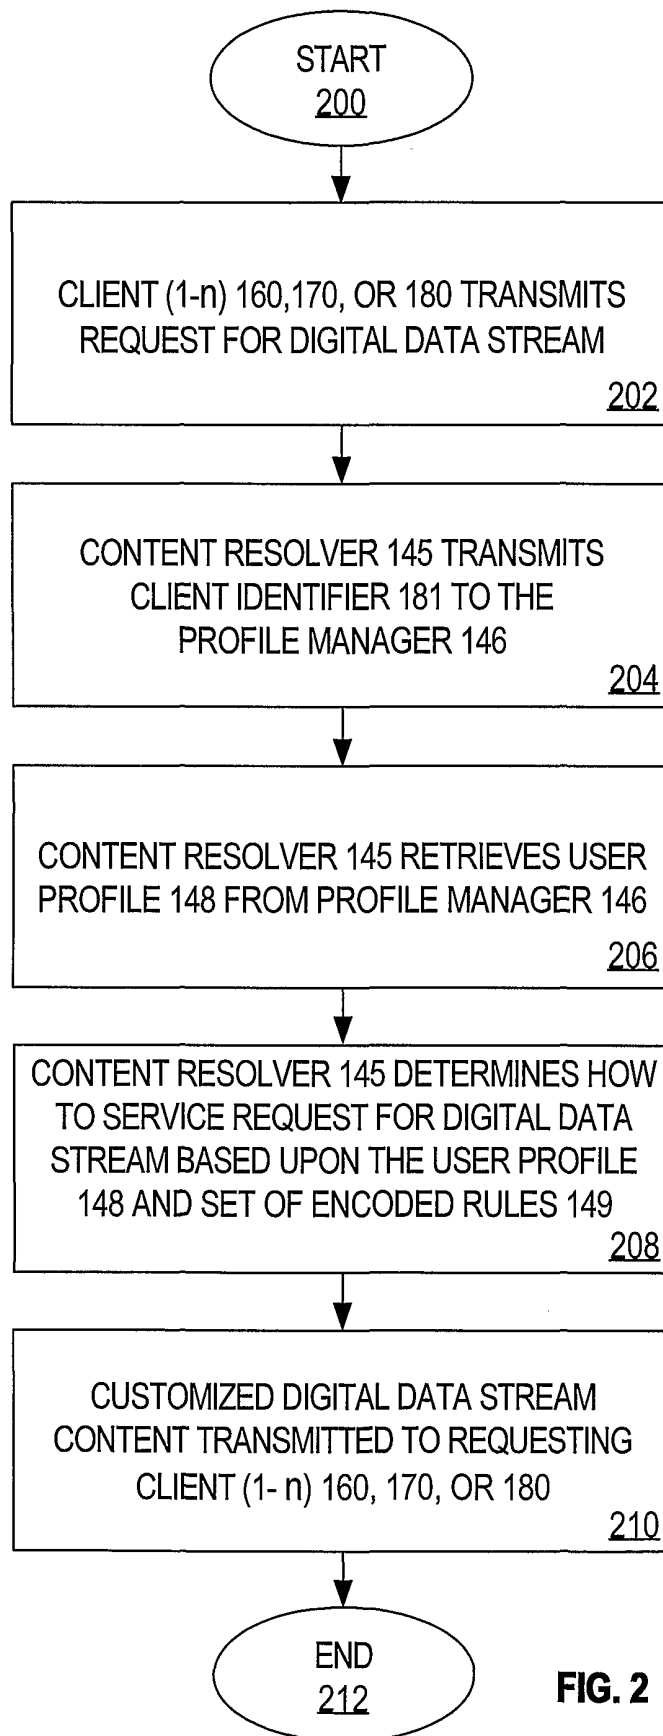 START
200
CLIENT (1-n) 160,170, OR 180 TRANSMITS
REQUEST FOR DIGITAL DATA STREAM
202
CONTENT RESOLVER 145 TRANSMITS
CLIENT IDENTIFIER 181 TO THE
PROFILE MANAGER 146
204
CONTENT RESOLVER 145 RETRIEVES USER
PROFILE 148 FROM PROFILE MANAGER 146
206
CONTENT RESOLVER 145 DETERMINES HOW
TO SERVICE REQUEST FOR DIGITAL DATA
STREAM BASED UPON THE USER PROFILE
148 AND SET OF ENCODED RULES 149
208
CUSTOMIZED DIGITAL DATA STREAM
CONTENT TRANSMITTED TO REQUESTING
CLIENT (1- n) 160, 170, OR 180
210
END
212
FIG. 2